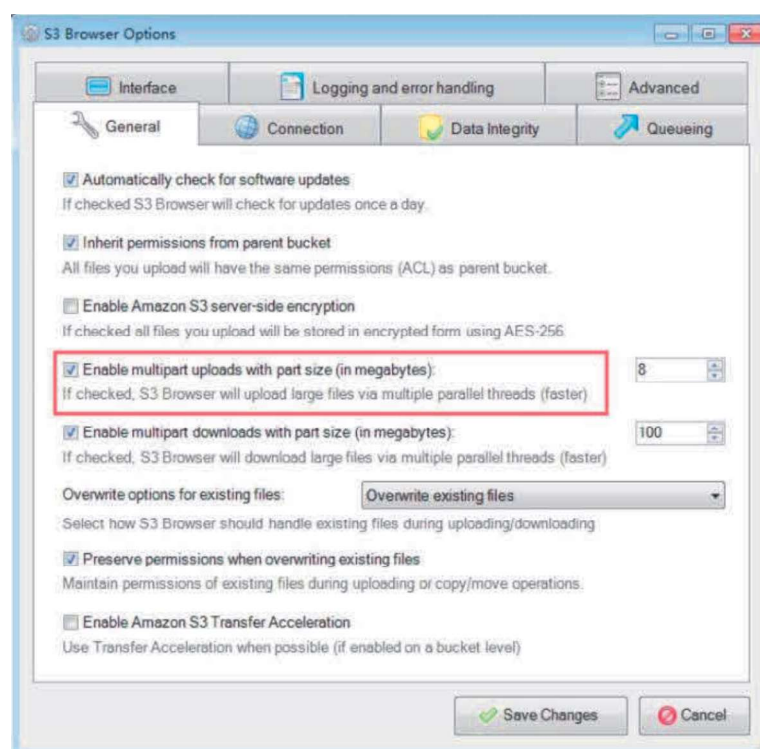 S3 Browser Options
Interface
Logging and error handling
Advanced
General
Connection
Data Integrity
Queueing
Automatically check for software updates
If checked S3 Browser will check for updates once a day.
Inherit permissions from parent bucket
All files you upload will have the same permissions (ACL) as parent bucket.
Enable Amazon S3 server-side encryption
If checked all files you upload will be stored in encrypted form using AES-256
Enable multipart uploads with part size (in megabytes): 8
If checked, S3 Browser will upload large files via multiple parallel threads (faster)
Enable multipart downloads with part size (in megabytes): 100
If checked, S3 Browser will download large files via multiple parallel threads (faster)
Overwrite options for existing files: Overwrite existing files
Select how S3 Browser should handle existing files during uploading/downloading
Preserve permissions when overwriting existing files
Maintain permissions of existing files during uploading or copy/move operations.
Enable Amazon S3 Transfer Acceleration
Use Transfer Acceleration when possible (if enabled on a bucket level)
Save Changes
Cancel